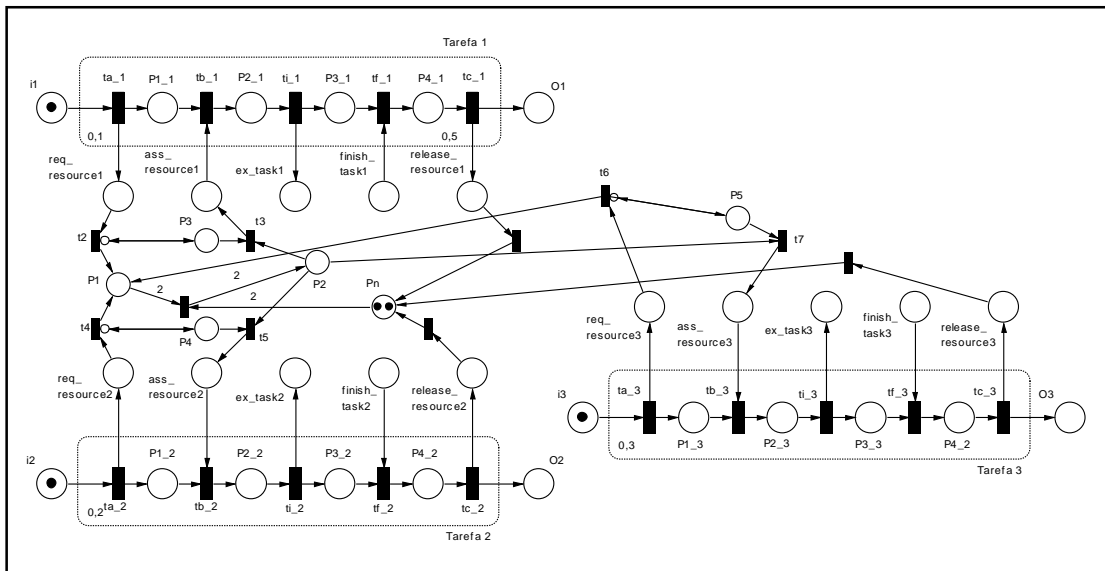 Tarefa 1
ta_1 P1_1 tb_1 P2_1 ti_1 P3_1 tf_1 P4_1 tc_1
i1
O1
0,1
0,5
req_
resource1
ass_
resource1
ex_task1
finish_
task1
release_
resource1
t6
P5
t2
P3
t3
t7
P1
2
2
2
P2
Pn
t4
P4
t5
req_
resource2
ass_
resource2
ex_task2
finish_
task2
release_
resource2
req_
resource3
ass_
resource3
ex_task3
finish_
task3
release_
resource3
i3
ta_3
tb_3
ti_3
tf_3
tc_3
O3
0,3
P1_3
P2_3
P3_3
P4_2
Tarefa 3
i2
P1_2
P2_2
P3_2
P4_2
O2
0,2
ta_2
tb_2
ti_2
tf_2
tc_2
Tarefa 2